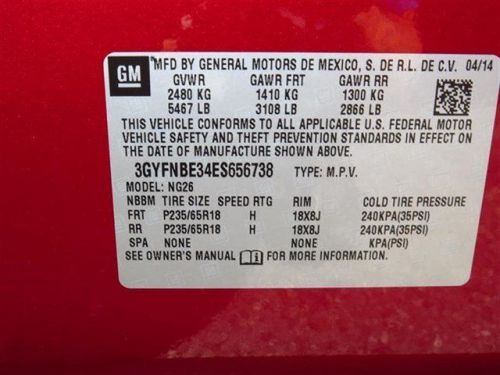 GM MFD BY GENERAL MOTORS DE MEXICO, S. DE R.L. DE C.V. 04/14
GVWR GAWR FRT GAWR RR
2480 KG 1410 KG 1300 KG
5467 LB 3108 LB 2866 LB
THIS VEHICLE CONFORMS TO ALL APPLICABLE U.S. FEDERAL MOTOR
VEHICLE SAFETY AND THEFT PREVENTION STANDARDS IN EFFECT
ON THE DATE OF MANUFACTURE SHOWN ABOVE.
3GYFNBE34ES656738 TYPE: M.P.V.
MODEL: NG26
NBBM TIRE SIZE SPEED RTG RIM COLD TIRE PRESSURE
FRT P235/65R18 H 18X8J 240KPA(35PSI)
RR P235/65R18 H 18X8J 240KPA(35PSI)
SPA NONE NONE KPA(PSI)
SEE OWNER'S MANUAL FOR MORE INFORMATION.